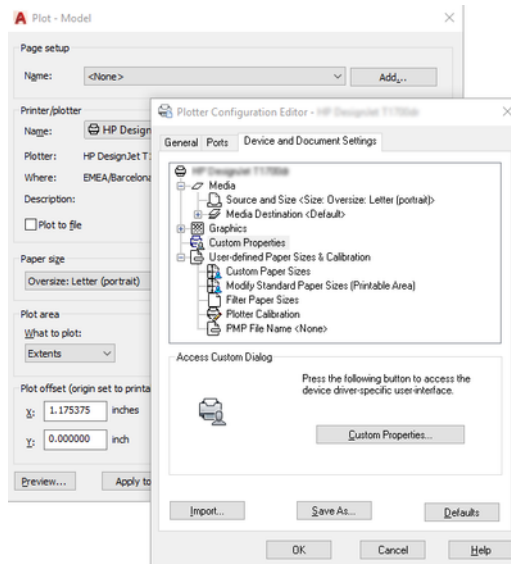 Plot - Model
Page setup
Name:
<None>
Add...
Printer/plotter
Name:
HP Design
Plotter:
HP DesignJet T
Where:
EMEA/Barcelona
Description:
Plot to file
Paper size
Oversize: Letter (portrait)
Plot area
What to plot:
Extents
Plot offset (origin set to printa
X:
1.175375
inches
Y:
0.000000
inch
Preview...
Apply to
Plotter Configuration Editor - HP DesignJet T1700dr
General
Ports
Device and Document Settings
HP DesignJet T1700dr
Media
Source and Size <Size: Oversize: Letter (portrait)>
Media Destination <Default>
Graphics
Custom Properties
User-defined Paper Sizes & Calibration
Custom Paper Sizes
Modify Standard Paper Sizes (Printable Area)
Filter Paper Sizes
Plotter Calibration
PMP File Name <None>
Access Custom Dialog
Press the following button to access the
device driver-specific user-interface.
Custom Properties...
Import...
Save As...
Defaults
OK
Cancel
Help